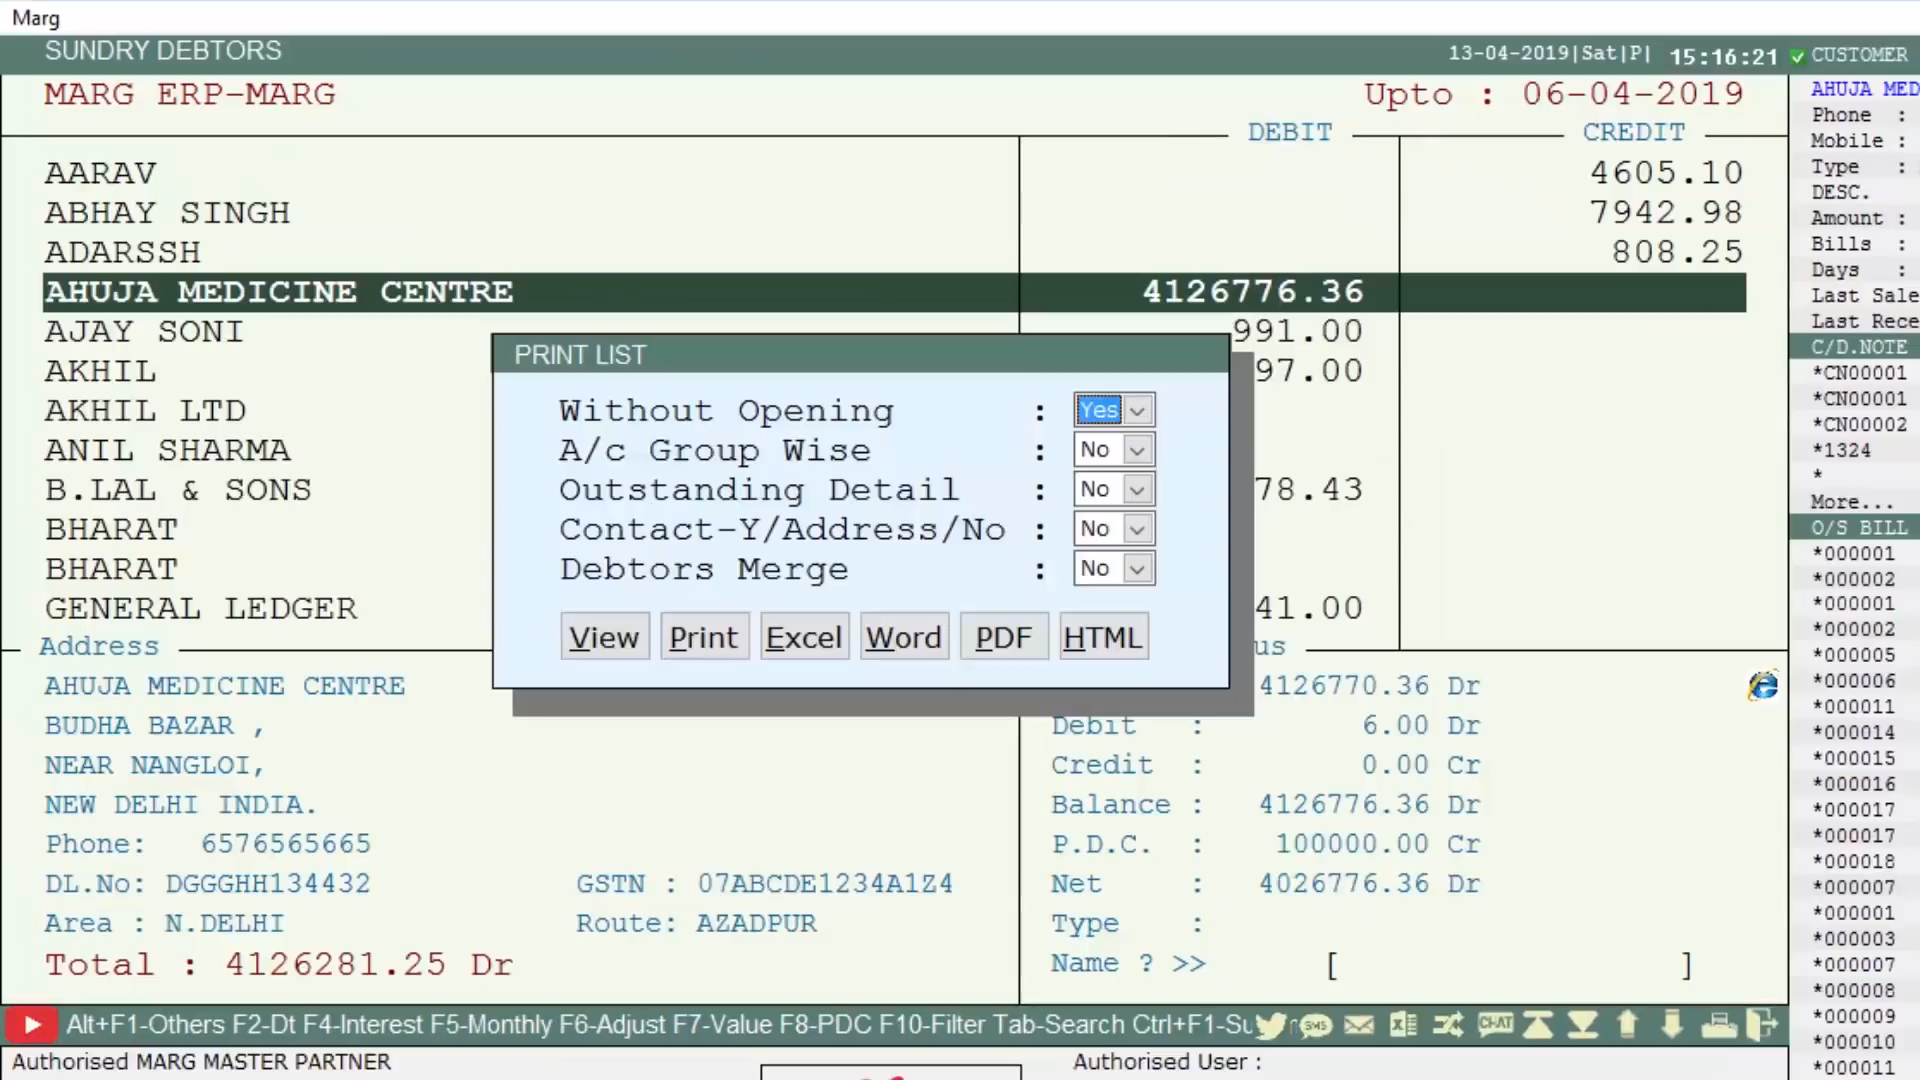 Marg
SUNDRY DEBTORS 13-04-2019|Sat|P| 15:16:21 CUSTOMER
MARG ERP-MARG Upto : 06-04-2019
DEBIT CREDIT
AARAV 4605.10
ABHAY SINGH 7942.98
ADARSSH 808.25
AHUJA MEDICINE CENTRE 4126776.36
AJAY SONI 991.00
AKHIL 97.00
AKHIL LTD
ANIL SHARMA
B.LAL & SONS 78.43
BHARAT
BHARAT
GENERAL LEDGER 41.00
PRINT LIST
Without Opening : Yes
A/c Group Wise : No
Outstanding Detail : No
Contact-Y/Address/No : No
Debtors Merge : No
View Print Excel Word PDF HTML
Address
AHUJA MEDICINE CENTRE
BUDHA BAZAR ,
NEAR NANGLOI,
NEW DELHI INDIA.
Phone: 6576565665
DL.No: DGGGHH134432 GSTN : 07ABCDE1234A1Z4
Area : N.DELHI Route: AZADPUR
Total : 4126281.25 Dr
us
4126770.36 Dr
Debit : 6.00 Dr
Credit : 0.00 Cr
Balance : 4126776.36 Dr
P.D.C. : 100000.00 Cr
Net : 4026776.36 Dr
Type :
Name ? >> [ ]
AHUJA MED
Phone :
Mobile :
Type :
DESC.
Amount :
Bills :
Days :
Last Sale
Last Rece
C/D.NOTE
*CN00001
*CN00001
*CN00002
*1324
*
More...
O/S BILL
*000001
*000002
*000001
*000002
*000005
*000006
*000011
*000014
*000015
*000016
*000017
*000017
*000018
*000007
*000001
*000003
*000007
*000008
*000009
*000010
*000011
Alt+F1-Others F2-Dt F4-Interest F5-Monthly F6-Adjust F7-Value F8-PDC F10-Filter Tab-Search Ctrl+F1-Su SMS CHAT
Authorised MARG MASTER PARTNER Authorised User :